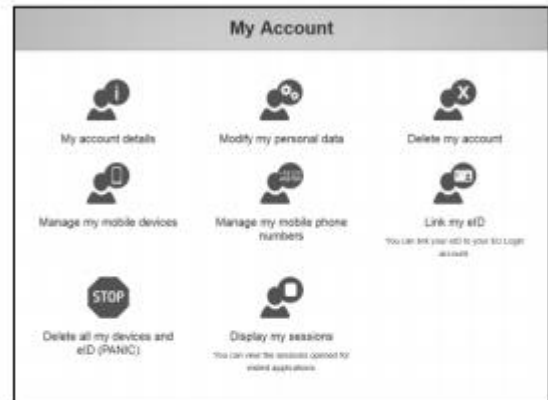 My Account
i
X
My account details
Modify my personal data
Delete my account
Manage my mobile devices
Manage my mobile phone
numbers
Link my eID
You can link your eID to your EU Login
account
STOP
Delete all my devices and
eID (PANIC)
Display my sessions
You can view the sessions opened for
visited applications